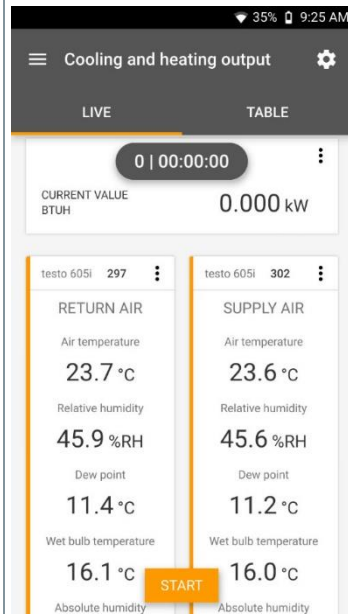 35% 9:25 AM
Cooling and heating output
LIVE TABLE
0 | 00:00:00
CURRENT VALUE
BTUH
0.000 kW
testo 605i 297
RETURN AIR
Air temperature
23.7 °C
Relative humidity
45.9 %RH
Dew point
11.4 °C
Wet bulb temperature
16.1 °C
Absolute humidity
testo 605i 302
SUPPLY AIR
Air temperature
23.6 °C
Relative humidity
45.6 %RH
Dew point
11.2 °C
Wet bulb temperature
16.0 °C
Absolute humidity
START